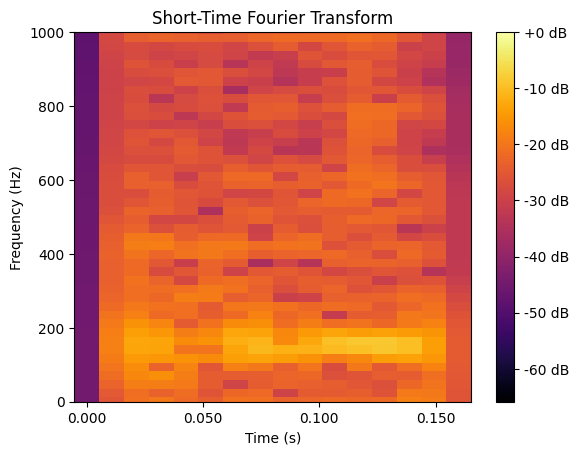 Short-Time Fourier Transform
1000
800
600
400
200
0
Frequency (Hz)
0.000
0.050
0.100
0.150
Time (s)
+0 dB
-10 dB
-20 dB
-30 dB
-40 dB
-50 dB
-60 dB